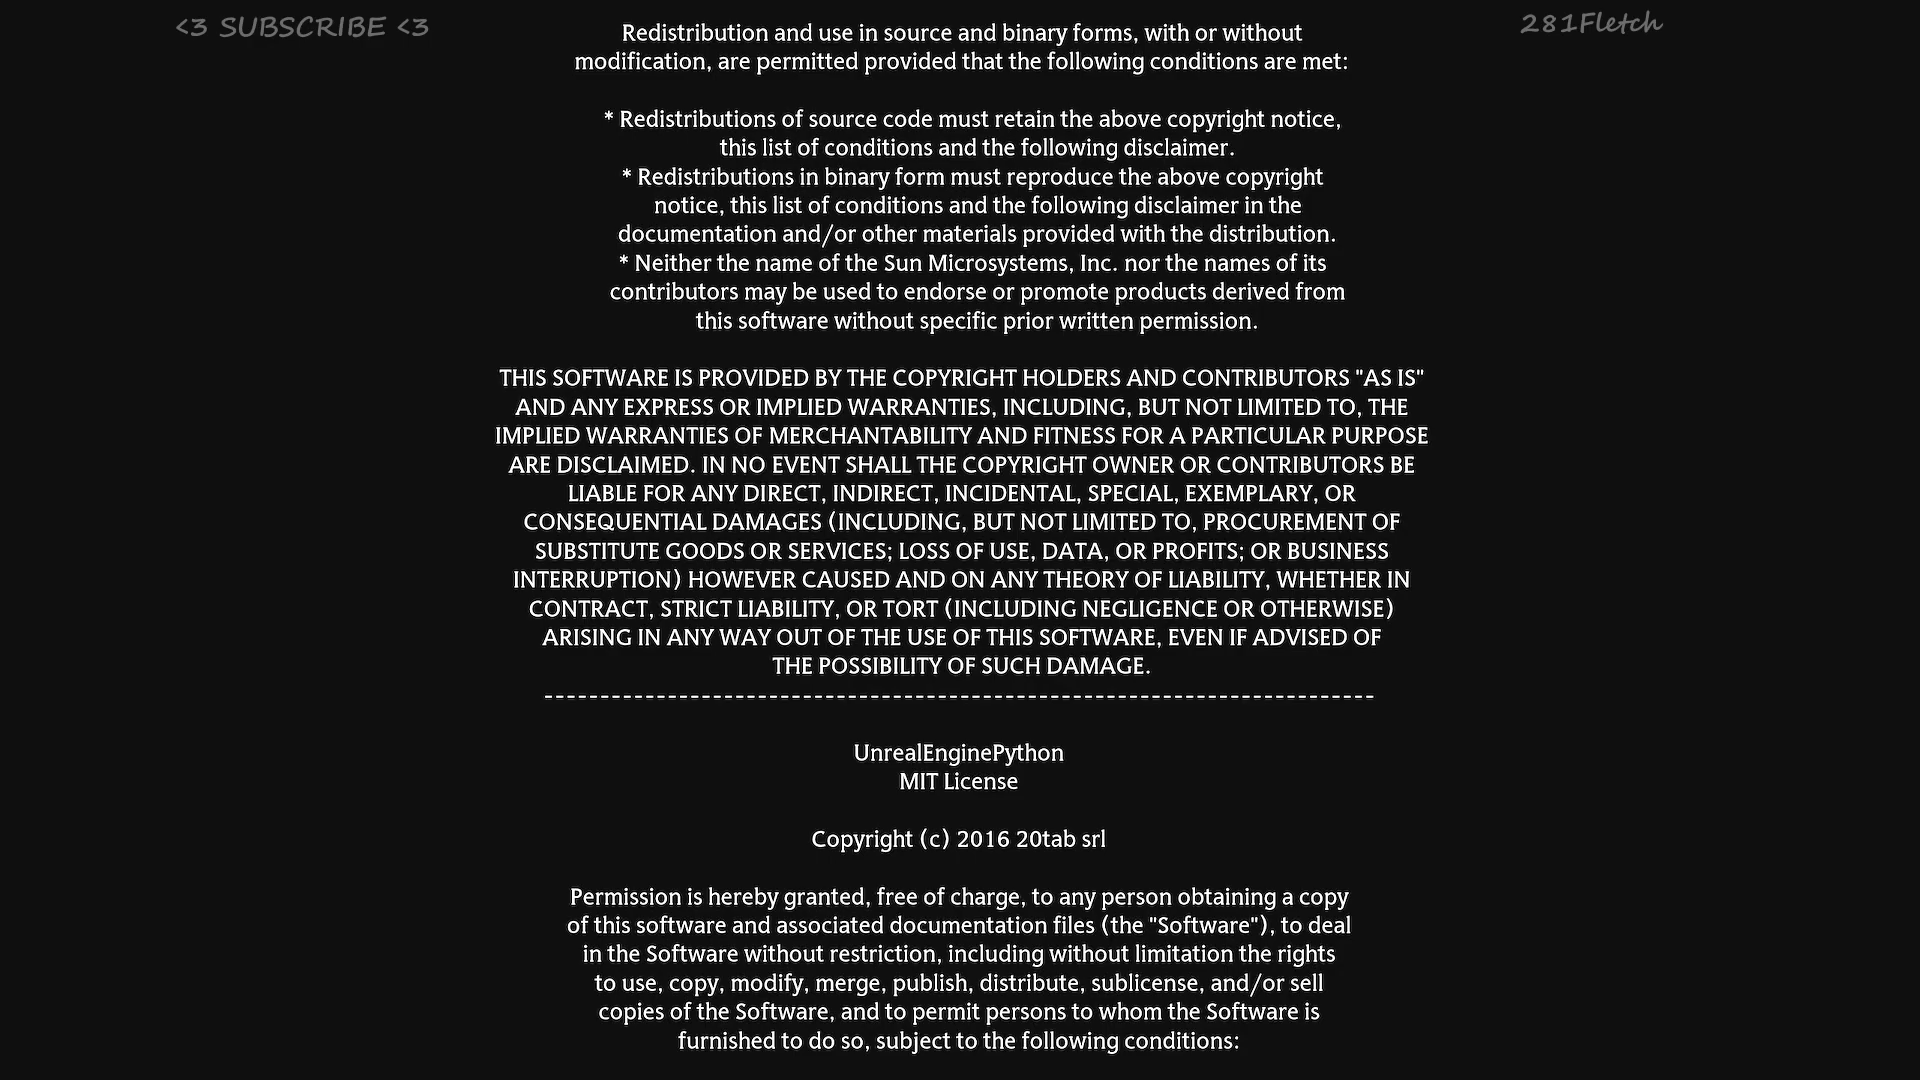 <3 SUBSCRIBE <3
281Fletch
Redistribution and use in source and binary forms, with or without
modification, are permitted provided that the following conditions are met:
* Redistributions of source code must retain the above copyright notice,
this list of conditions and the following disclaimer.
* Redistributions in binary form must reproduce the above copyright
notice, this list of conditions and the following disclaimer in the
documentation and/or other materials provided with the distribution.
* Neither the name of the Sun Microsystems, Inc. nor the names of its
contributors may be used to endorse or promote products derived from
this software without specific prior written permission.
THIS SOFTWARE IS PROVIDED BY THE COPYRIGHT HOLDERS AND CONTRIBUTORS "AS IS"
AND ANY EXPRESS OR IMPLIED WARRANTIES, INCLUDING, BUT NOT LIMITED TO, THE
IMPLIED WARRANTIES OF MERCHANTABILITY AND FITNESS FOR A PARTICULAR PURPOSE
ARE DISCLAIMED. IN NO EVENT SHALL THE COPYRIGHT OWNER OR CONTRIBUTORS BE
LIABLE FOR ANY DIRECT, INDIRECT, INCIDENTAL, SPECIAL, EXEMPLARY, OR
CONSEQUENTIAL DAMAGES (INCLUDING, BUT NOT LIMITED TO, PROCUREMENT OF
SUBSTITUTE GOODS OR SERVICES; LOSS OF USE, DATA, OR PROFITS; OR BUSINESS
INTERRUPTION) HOWEVER CAUSED AND ON ANY THEORY OF LIABILITY, WHETHER IN
CONTRACT, STRICT LIABILITY, OR TORT (INCLUDING NEGLIGENCE OR OTHERWISE)
ARISING IN ANY WAY OUT OF THE USE OF THIS SOFTWARE, EVEN IF ADVISED OF
THE POSSIBILITY OF SUCH DAMAGE.
--------------------------------------------------------------------------
UnrealEnginePython
MIT License
Copyright (c) 2016 20tab srl
Permission is hereby granted, free of charge, to any person obtaining a copy
of this software and associated documentation files (the "Software"), to deal
in the Software without restriction, including without limitation the rights
to use, copy, modify, merge, publish, distribute, sublicense, and/or sell
copies of the Software, and to permit persons to whom the Software is
furnished to do so, subject to the following conditions: